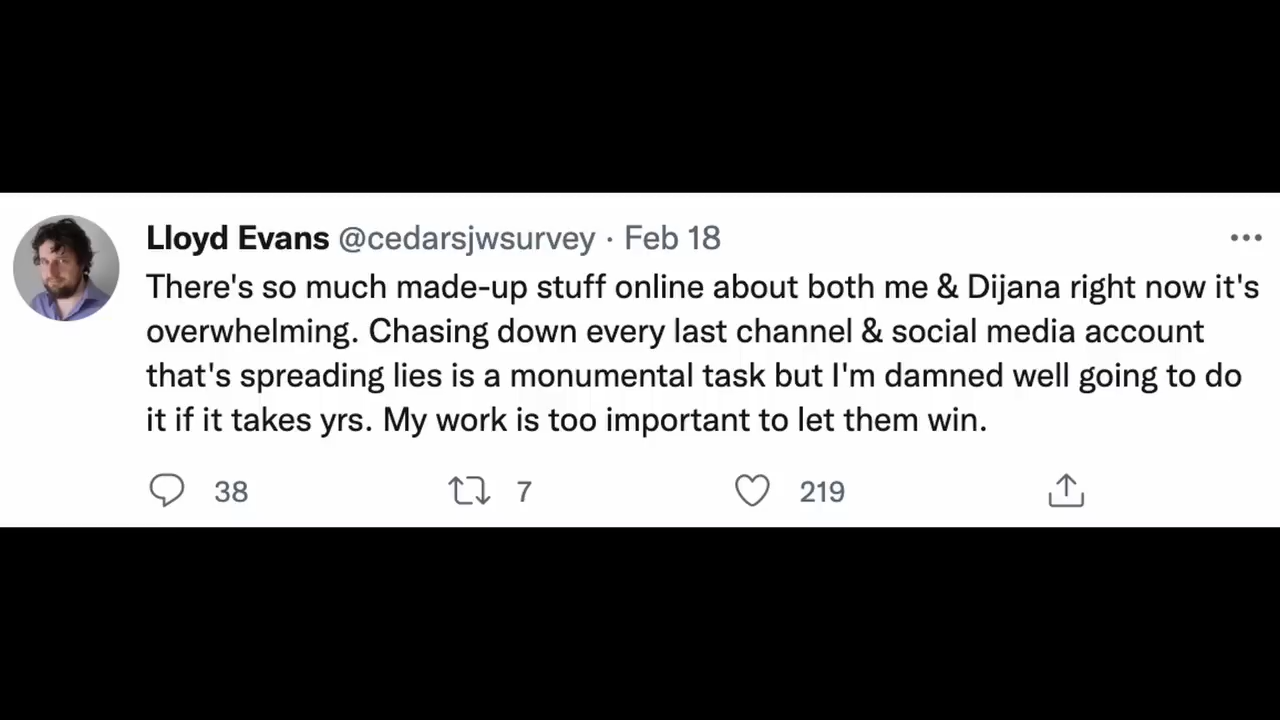 Lloyd Evans @cedarsjwsurvey · Feb 18
There's so much made-up stuff online about both me & Dijana right now it's
overwhelming. Chasing down every last channel & social media account
that's spreading lies is a monumental task but I'm damned well going to do
it if it takes yrs. My work is too important to let them win.
38 7 219